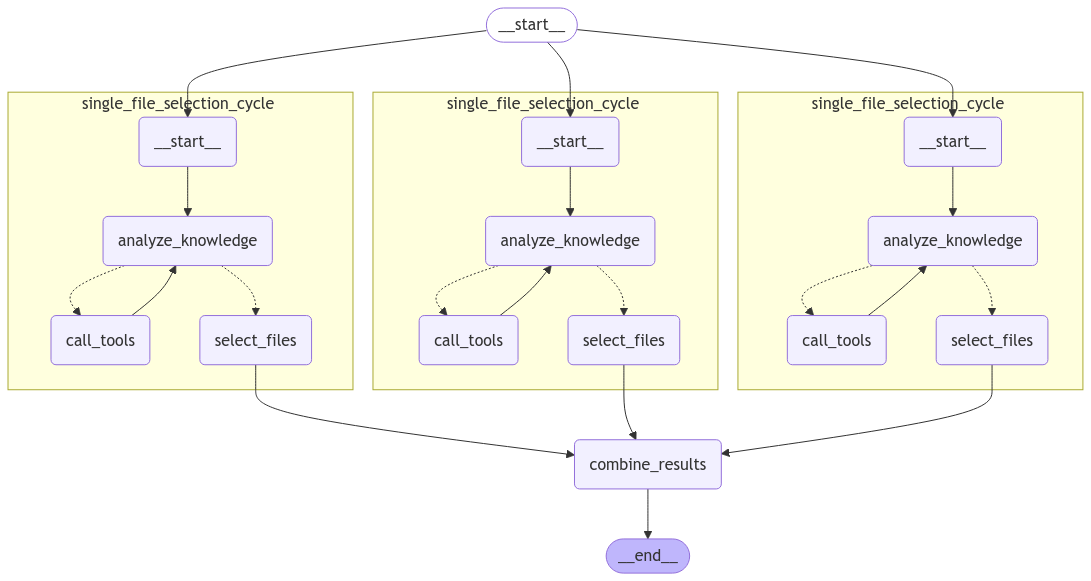 __start__
single_file_selection_cycle
single_file_selection_cycle
single_file_selection_cycle
__start__
__start__
__start__
analyze_knowledge
analyze_knowledge
analyze_knowledge
call_tools
select_files
call_tools
select_files
call_tools
select_files
combine_results
__end__